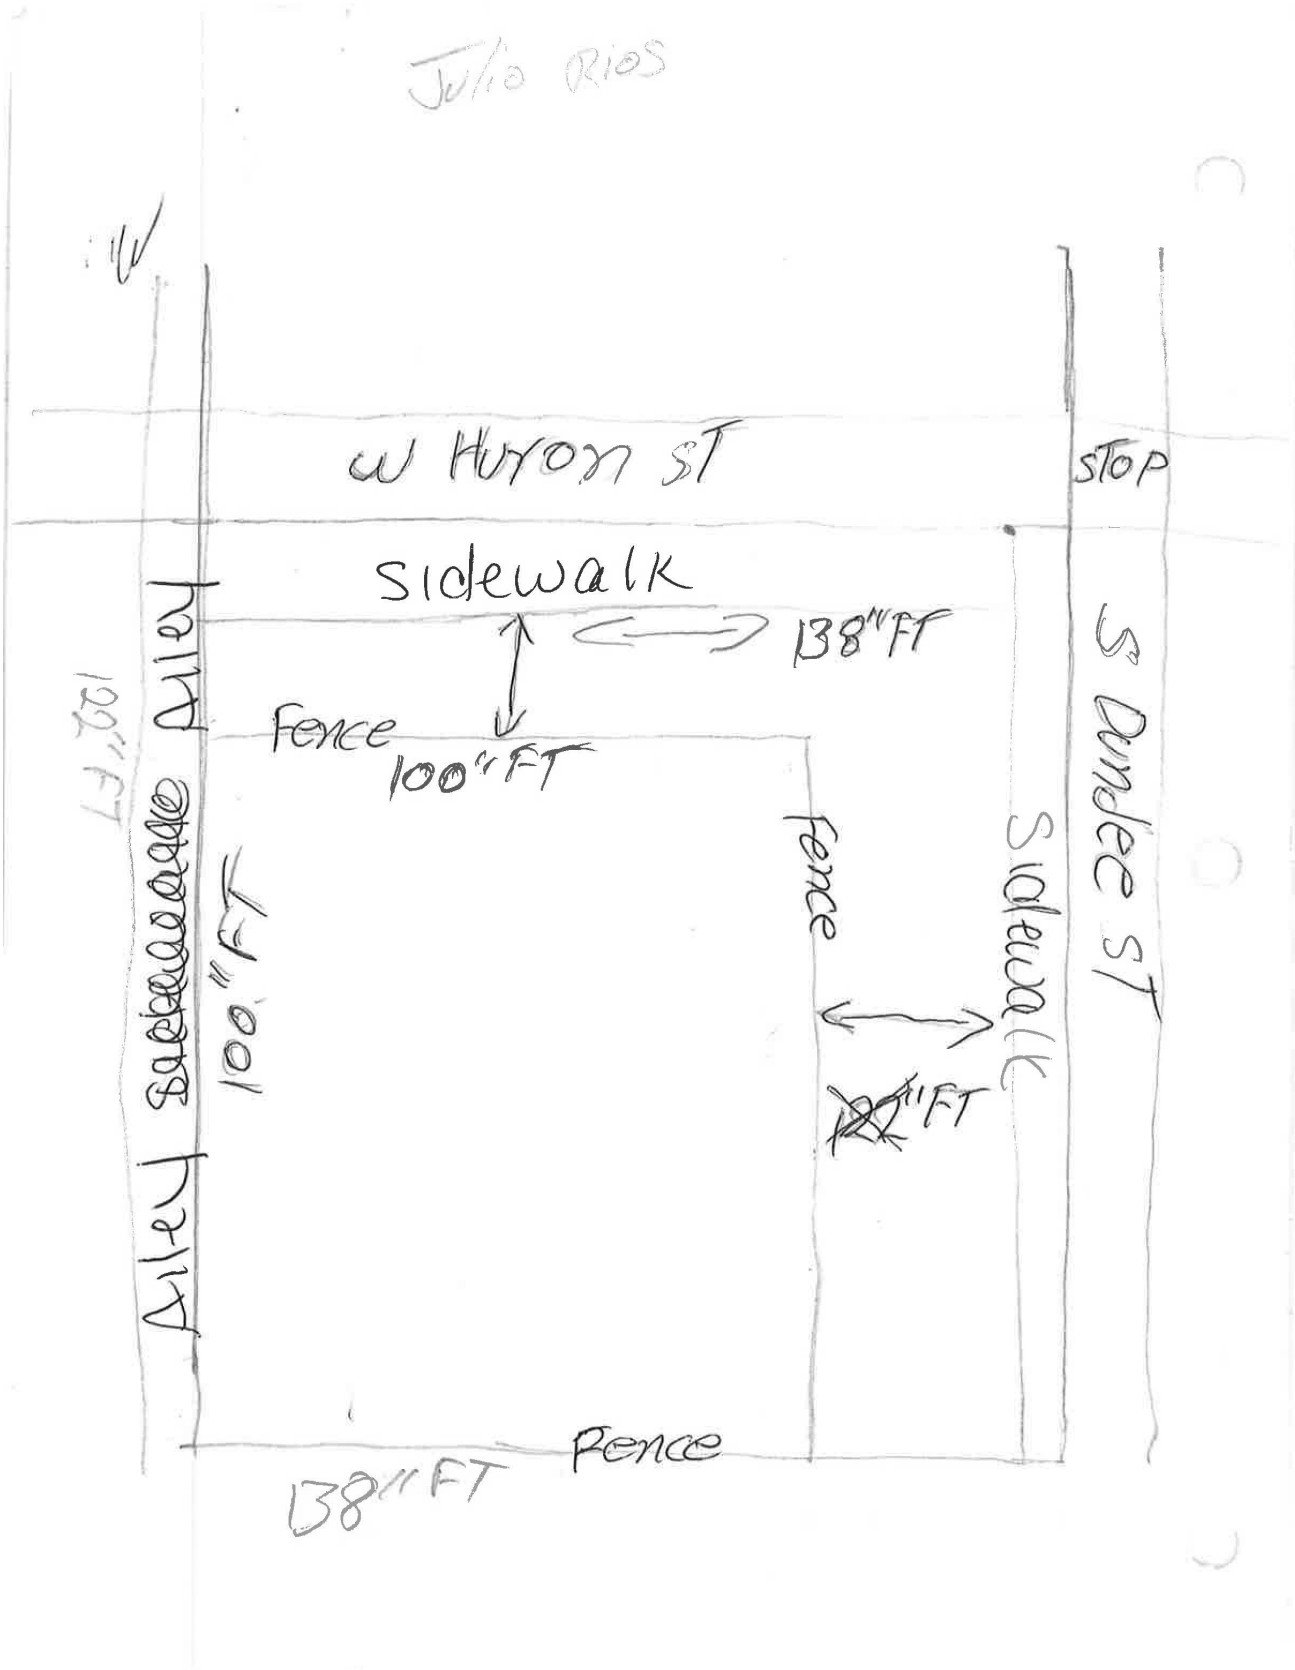 Julio Rios
W Huron ST
STOP
Sidewalk
138" FT
Alley
122" FT
Fence
100" FT
S Dundee ST
Fence
Sidewalk
100." FT
" FT
Alley
Fence
138" FT